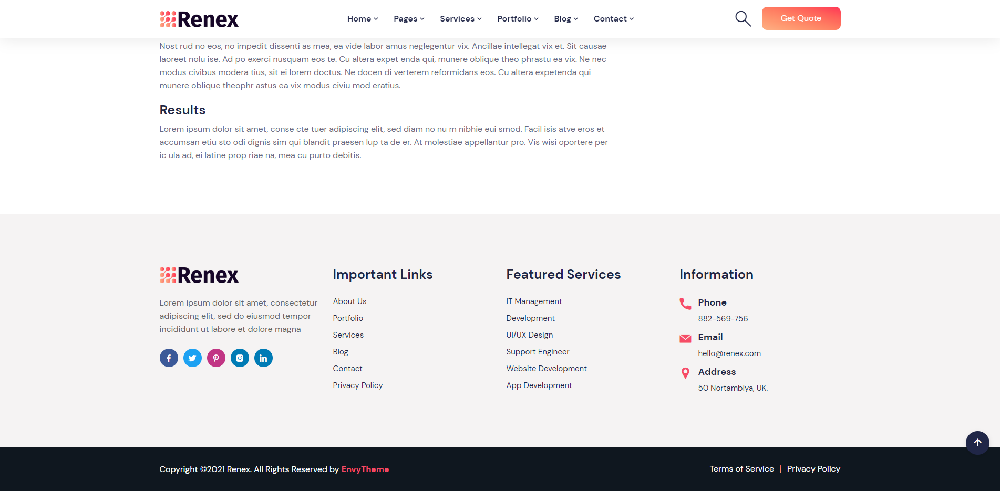 Renex
Home Pages Services Portfolio Blog Contact
Get Quote
Nost rud no eos, no impedit dissenti as mea, ea vide labor amus neglegentur vix. Ancillae intellegat vix et. Sit causae
laoreet nolu ise. Ad po exerci nusquam eos te. Cu altera expet enda qui, munere oblique theo phrastu ea vix. Ne nec
modus civibus modera tius, sit ei lorem doctus. Ne docen di verterem reformidans eos. Cu altera expetenda qui
munere oblique theophr astus ea vix modus civiu mod eratius.
Results
Lorem ipsum dolor sit amet, conse cte tuer adipiscing elit, sed diam no nu m nibhie eui smod. Facil isis atve eros et
accumsan etiu sto odi dignis sim qui blandit praesen lup ta de er. At molestiae appellantur pro. Vis wisi oportere per
ic ula ad, ei latine prop riae na, mea cu purto debitis.
Renex
Lorem ipsum dolor sit amet, consectetur
adipiscing elit, sed do eiusmod tempor
incididunt ut labore et dolore magna
Important Links
About Us
Portfolio
Services
Blog
Contact
Privacy Policy
Featured Services
IT Management
Development
UI/UX Design
Support Engineer
Website Development
App Development
Information
Phone
882-569-756
Email
hello@renex.com
Address
50 Nortambiya, UK.
Copyright ©2021 Renex. All Rights Reserved by EnvyTheme
Terms of Service | Privacy Policy